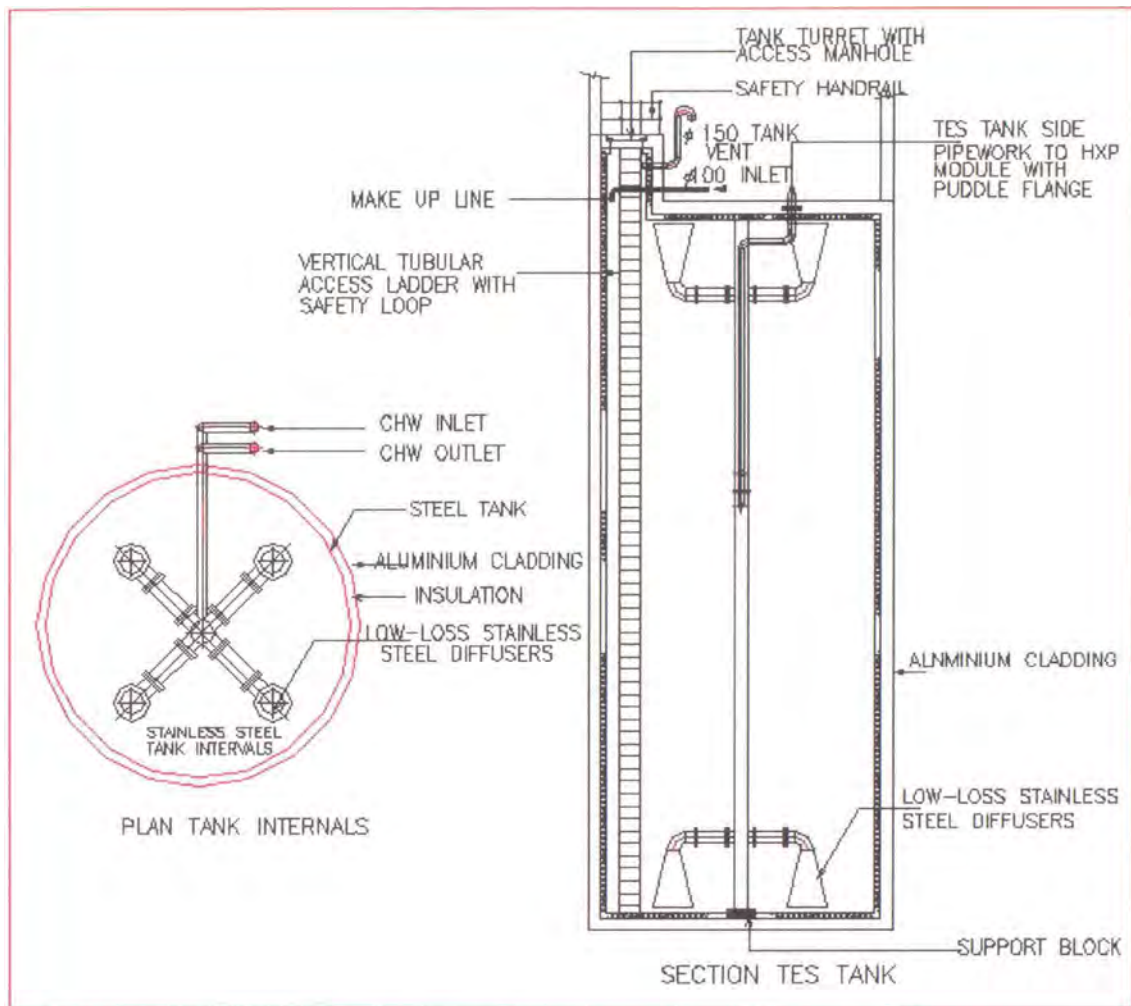 TANK TURRET WITH
ACCESS MANHOLE
SAFETY HANDRAIL
ϕ 150 TANK
VENT
ϕ100 INLET
TES TANK SIDE
PIPEWORK TO HXP
MODULE WITH
PUDDLE FLANGE
MAKE UP LINE
VERTICAL TUBULAR
ACCESS LADDER WITH
SAFETY LOOP
CHW INLET
CHW OUTLET
STEEL TANK
ALUMINIUM CLADDING
INSULATION
LOW-LOSS STAINLESS
STEEL DIFFUSERS
STAINLESS STEEL
TANK INTERVALS
PLAN TANK INTERNALS
ALNMINIUM CLADDING
LOW-LOSS STAINLESS
STEEL DIFFUSERS
SUPPORT BLOCK
SECTION TES TANK